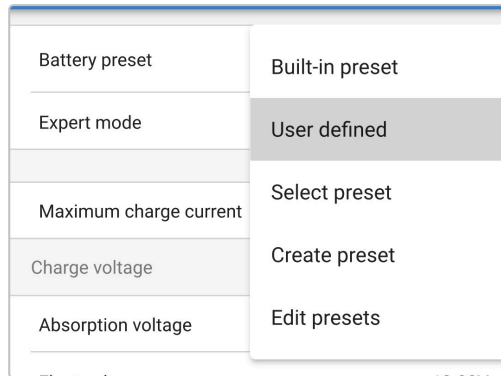 Battery preset
Built-in preset
Expert mode
User defined
Select preset
Maximum charge current
Create preset
Charge voltage
Absorption voltage
Edit presets